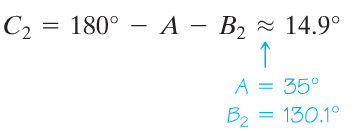 C₂ = 180° − A − B₂ ≈ 14.9°
↑
A = 35°
B₂ = 130.1°